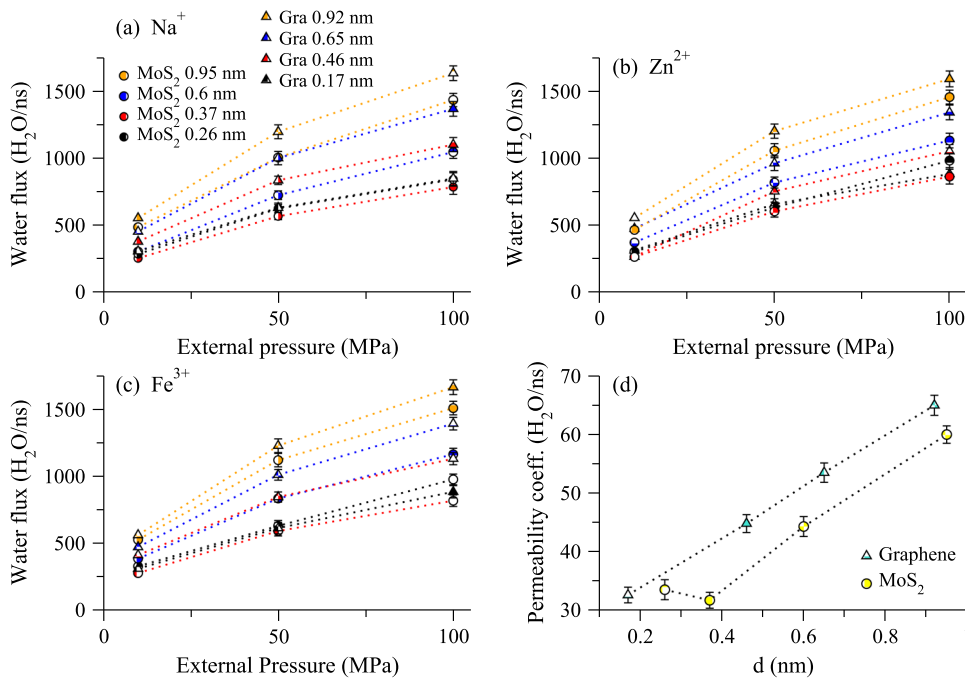 (a) Na⁺
MoS₂ 0.95 nm
MoS₂ 0.6 nm
MoS₂ 0.37 nm
MoS₂ 0.26 nm
Gra 0.92 nm
Gra 0.65 nm
Gra 0.46 nm
Gra 0.17 nm
Water flux (H₂O/ns)
1500
1000
500
0
10
50
100
External pressure (MPa)
(b) Zn²⁺
Water flux (H₂O/ns)
1500
1000
500
0
10
50
100
External pressure (MPa)
(c) Fe³⁺
Water flux (H₂O/ns)
1500
1000
500
0
10
50
100
External Pressure (MPa)
(d)
Permeability coeff. (H₂O/ns)
70
60
50
40
30
0.2
0.4
0.6
0.8
d (nm)
Graphene
MoS₂